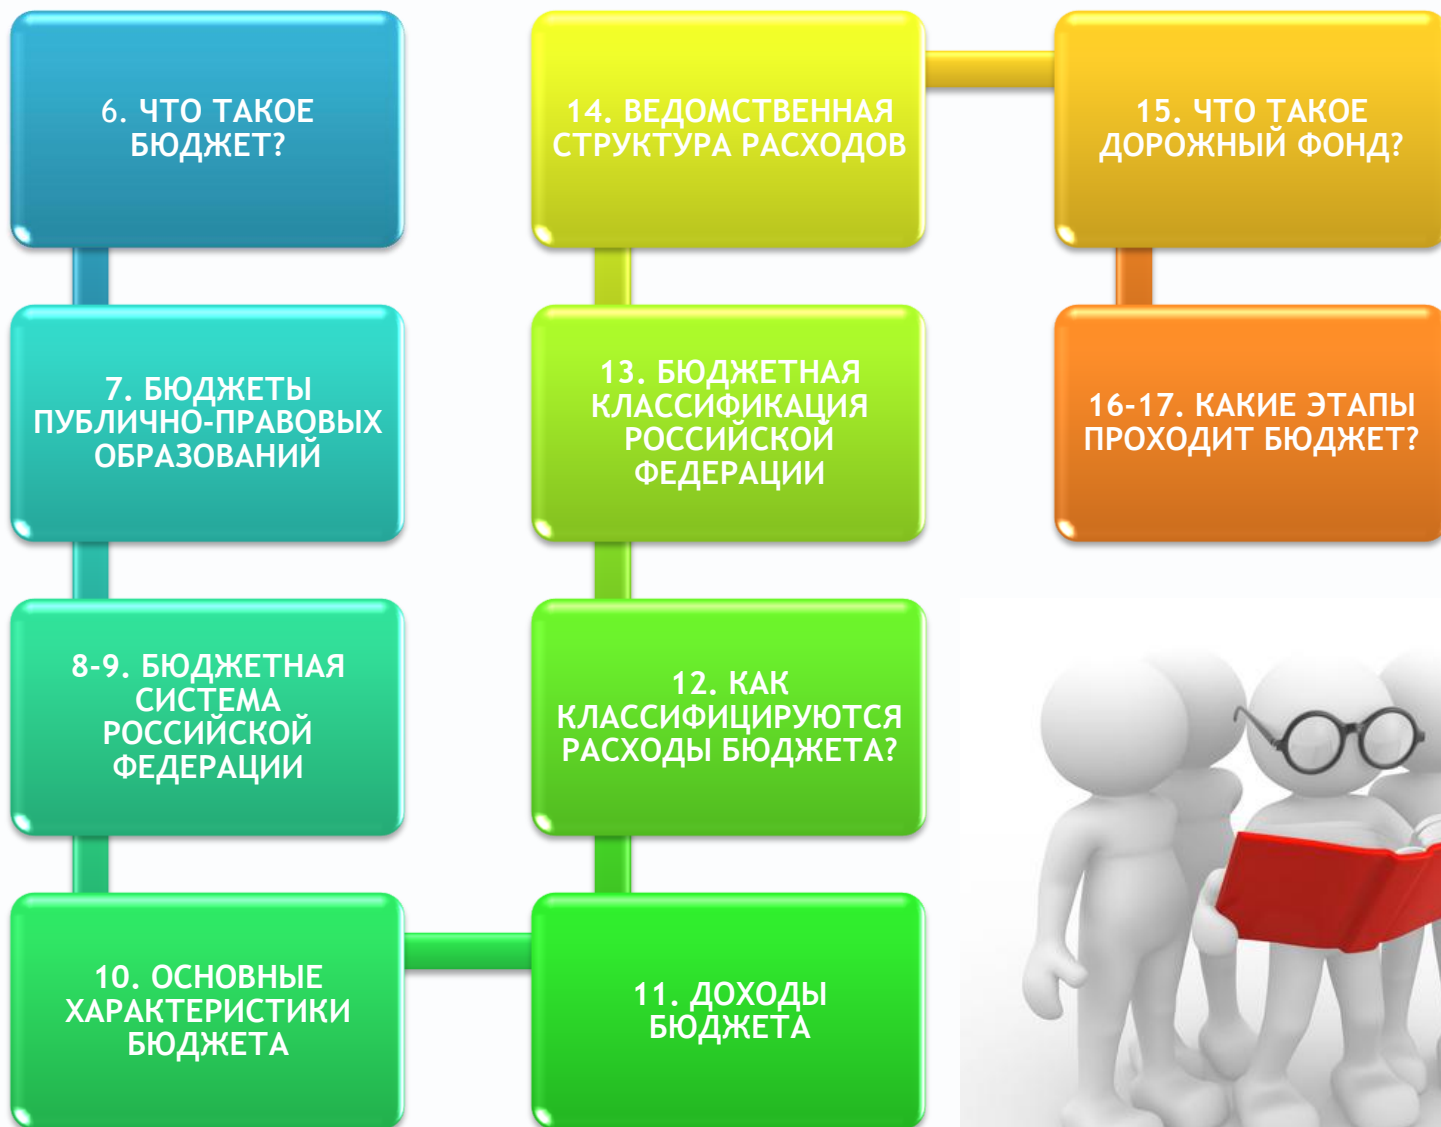 6. ЧТО ТАКОЕ
БЮДЖЕТ?
7. БЮДЖЕТЫ
ПУБЛИЧНО-ПРАВОВЫХ
ОБРАЗОВАНИЙ
8-9. БЮДЖЕТНАЯ
СИСТЕМА
РОССИЙСКОЙ
ФЕДЕРАЦИИ
10. ОСНОВНЫЕ
ХАРАКТЕРИСТИКИ
БЮДЖЕТА
11. ДОХОДЫ
БЮДЖЕТА
12. КАК
КЛАССИФИЦИРУЮТСЯ
РАСХОДЫ БЮДЖЕТА?
13. БЮДЖЕТНАЯ
КЛАССИФИКАЦИЯ
РОССИЙСКОЙ
ФЕДЕРАЦИИ
14. ВЕДОМСТВЕННАЯ
СТРУКТУРА РАСХОДОВ
15. ЧТО ТАКОЕ
ДОРОЖНЫЙ ФОНД?
16-17. КАКИЕ ЭТАПЫ
ПРОХОДИТ БЮДЖЕТ?